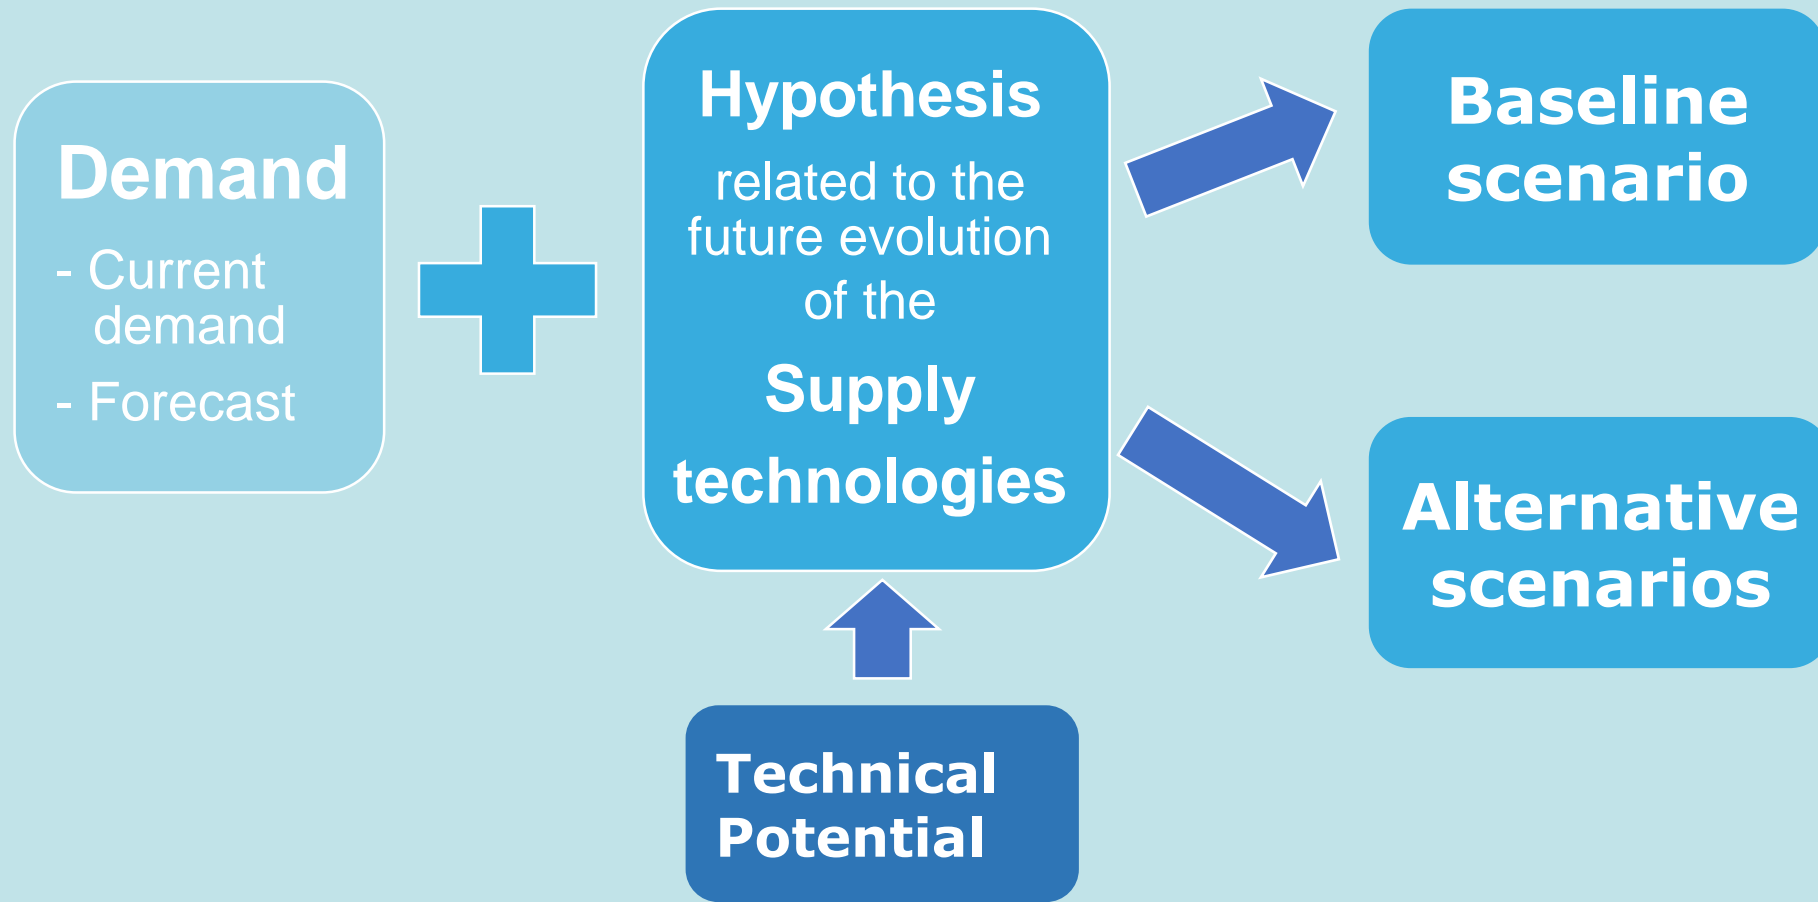 Demand
- Current
demand
- Forecast
Hypothesis
related to the
future evolution
of the
Supply
technologies
Baseline
scenario
Alternative
scenarios
Technical
Potential